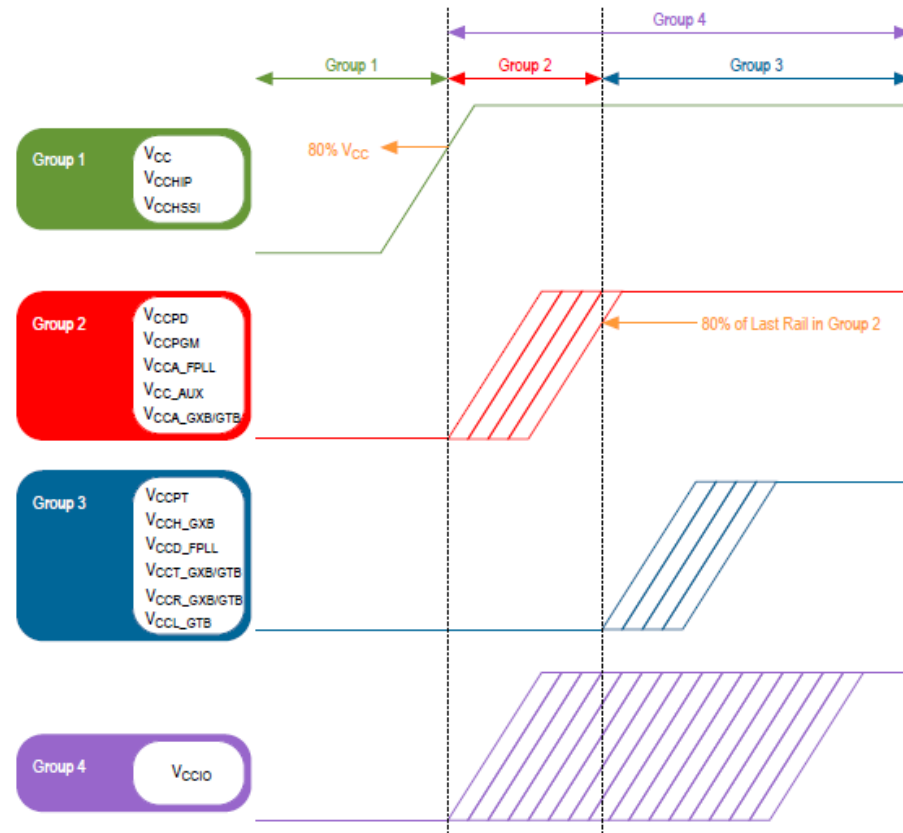 Group 4
Group 1
Group 2
Group 3
Group 1
VCC
VCCHIP
VCCHSSI
80% VCC
Group 2
VCCPD
VCCPGM
VCCA_FPLL
VCC_AUX
VCCA_GXB/GTB
80% of Last Rail in Group 2
Group 3
VCCPT
VCCH_GXB
VCCD_FPLL
VCCT_GXB/GTB
VCCR_GXB/GTB
VCCL_GTB
Group 4
VCCIO